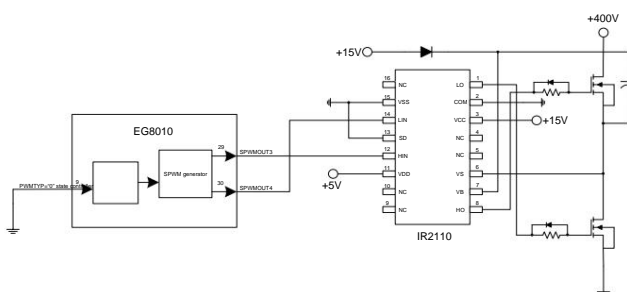 +400V
+15V
16 NC LO 1
15 VSS COM 2
14 LIN VCC 3 +15V
13 SD NC 4
12 HIN NC 5
11 VDD VS 6
10 NC VB 7
9 NC HO 8
+5V
IR2110
EG8010
29 SPWMOUT3
SPWM generator
30 SPWMOUT4
9
PWMTYP="0" state controller